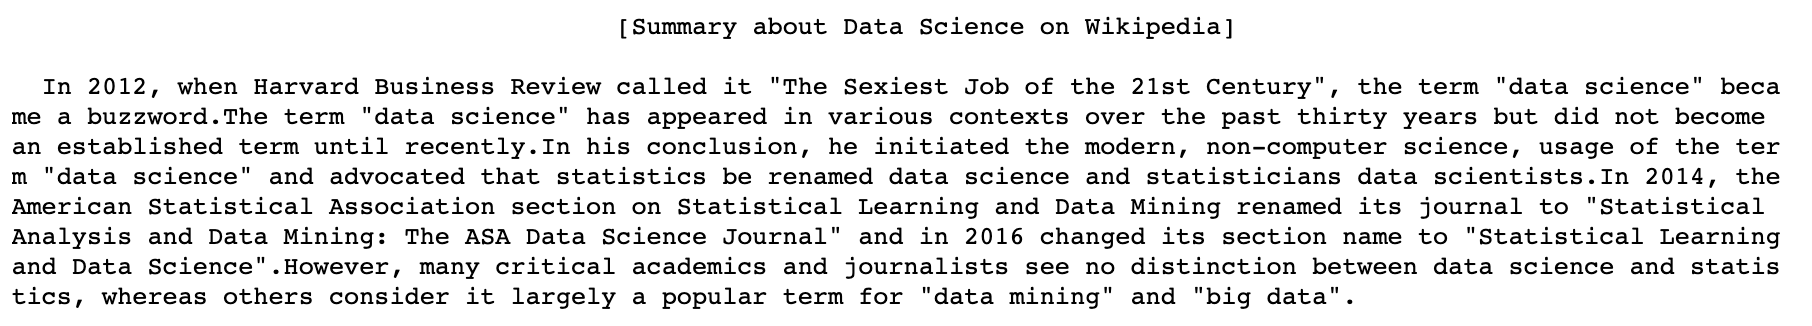 [Summary about Data Science on Wikipedia]
In 2012, when Harvard Business Review called it "The Sexiest Job of the 21st Century", the term "data science" beca
me a buzzword.The term "data science" has appeared in various contexts over the past thirty years but did not become
an established term until recently.In his conclusion, he initiated the modern, non-computer science, usage of the ter
m "data science" and advocated that statistics be renamed data science and statisticians data scientists.In 2014, the
American Statistical Association section on Statistical Learning and Data Mining renamed its journal to "Statistical
Analysis and Data Mining: The ASA Data Science Journal" and in 2016 changed its section name to "Statistical Learning
and Data Science".However, many critical academics and journalists see no distinction between data science and statis
tics, whereas others consider it largely a popular term for "data mining" and "big data".